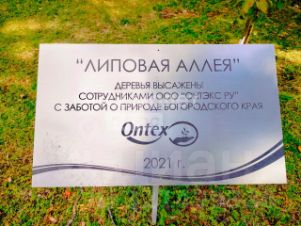 "ЛИПОВАЯ АЛЛЕЯ"
ДЕРЕВЬЯ ВЫСАЖЕНЫ
СОТРУДНИКАМИ ООО "ОНТЭКС РУ"
С ЗАБОТОЙ О ПРИРОДЕ БОГОРОДСКОГО КРАЯ
Ontex
2021 г.